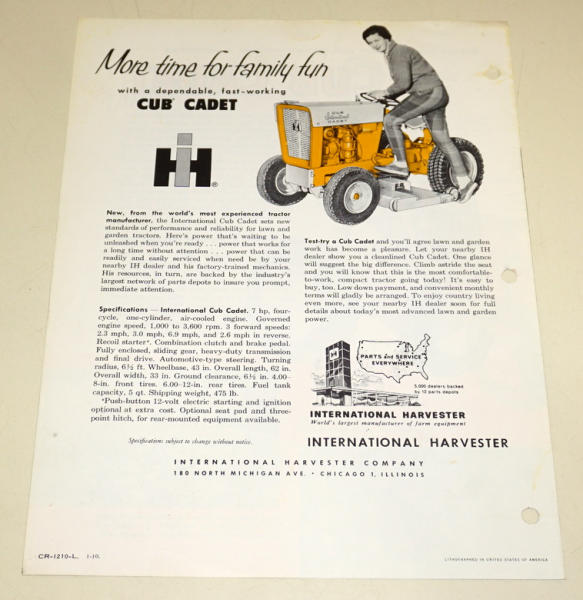 More time for family fun
with a dependable, fast-working
CUB® CADET
CUB
International
CADET
IH
IH®
New, from the world's most experienced tractor
manufacturer, the International Cub Cadet sets new
standards of performance and reliability for lawn and
garden tractors. Here's power that's waiting to be
unleashed when you're ready . . . power that works for
a long time without attention . . . power that can be
readily and easily serviced when need be by your
nearby IH dealer and his factory-trained mechanics.
His resources, in turn, are backed by the industry's
largest network of parts depots to insure you prompt,
immediate attention.
Specifications — International Cub Cadet. 7 hp, four-
cycle, one-cylinder, air-cooled engine. Governed
engine speed, 1,000 to 3,600 rpm. 3 forward speeds:
2.3 mph, 3.0 mph, 6.9 mph, and 2.6 mph in reverse.
Recoil starter*. Combination clutch and brake pedal.
Fully enclosed, sliding gear, heavy-duty transmission
and final drive. Automotive-type steering. Turning
radius, 6½ ft. Wheelbase, 43 in. Overall length, 62 in.
Overall width, 33 in. Ground clearance, 6½ in. 4.00—
8-in. front tires. 6.00-12-in. rear tires. Fuel tank
capacity, 5 qt. Shipping weight, 475 lb.
*Push-button 12-volt electric starting and ignition
optional at extra cost. Optional seat pad and three-
point hitch, for rear-mounted equipment available.
Specifications subject to change without notice.
Test-try a Cub Cadet and you'll agree lawn and garden
work has become a pleasure. Let your nearby IH
dealer show you a cleanlined Cub Cadet. One glance
will suggest the big difference. Climb astride the seat
and you will know that this is the most comfortable-
to-work, compact tractor going today! It's easy to
buy, too. Low down payment, and convenient monthly
terms will gladly be arranged. To enjoy country living
even more, see your nearby IH dealer soon for full
details about today's most advanced lawn and garden
power.
PARTS and SERVICE
EVERYWHERE
5,000 dealers backed
by 12 parts depots
INTERNATIONAL HARVESTER
World's largest manufacturer of farm equipment
INTERNATIONAL HARVESTER
INTERNATIONAL HARVESTER COMPANY
180 NORTH MICHIGAN AVE. • CHICAGO 1, ILLINOIS
CR-1210-L. 1-10.
LITHOGRAPHED IN UNITED STATES OF AMERICA